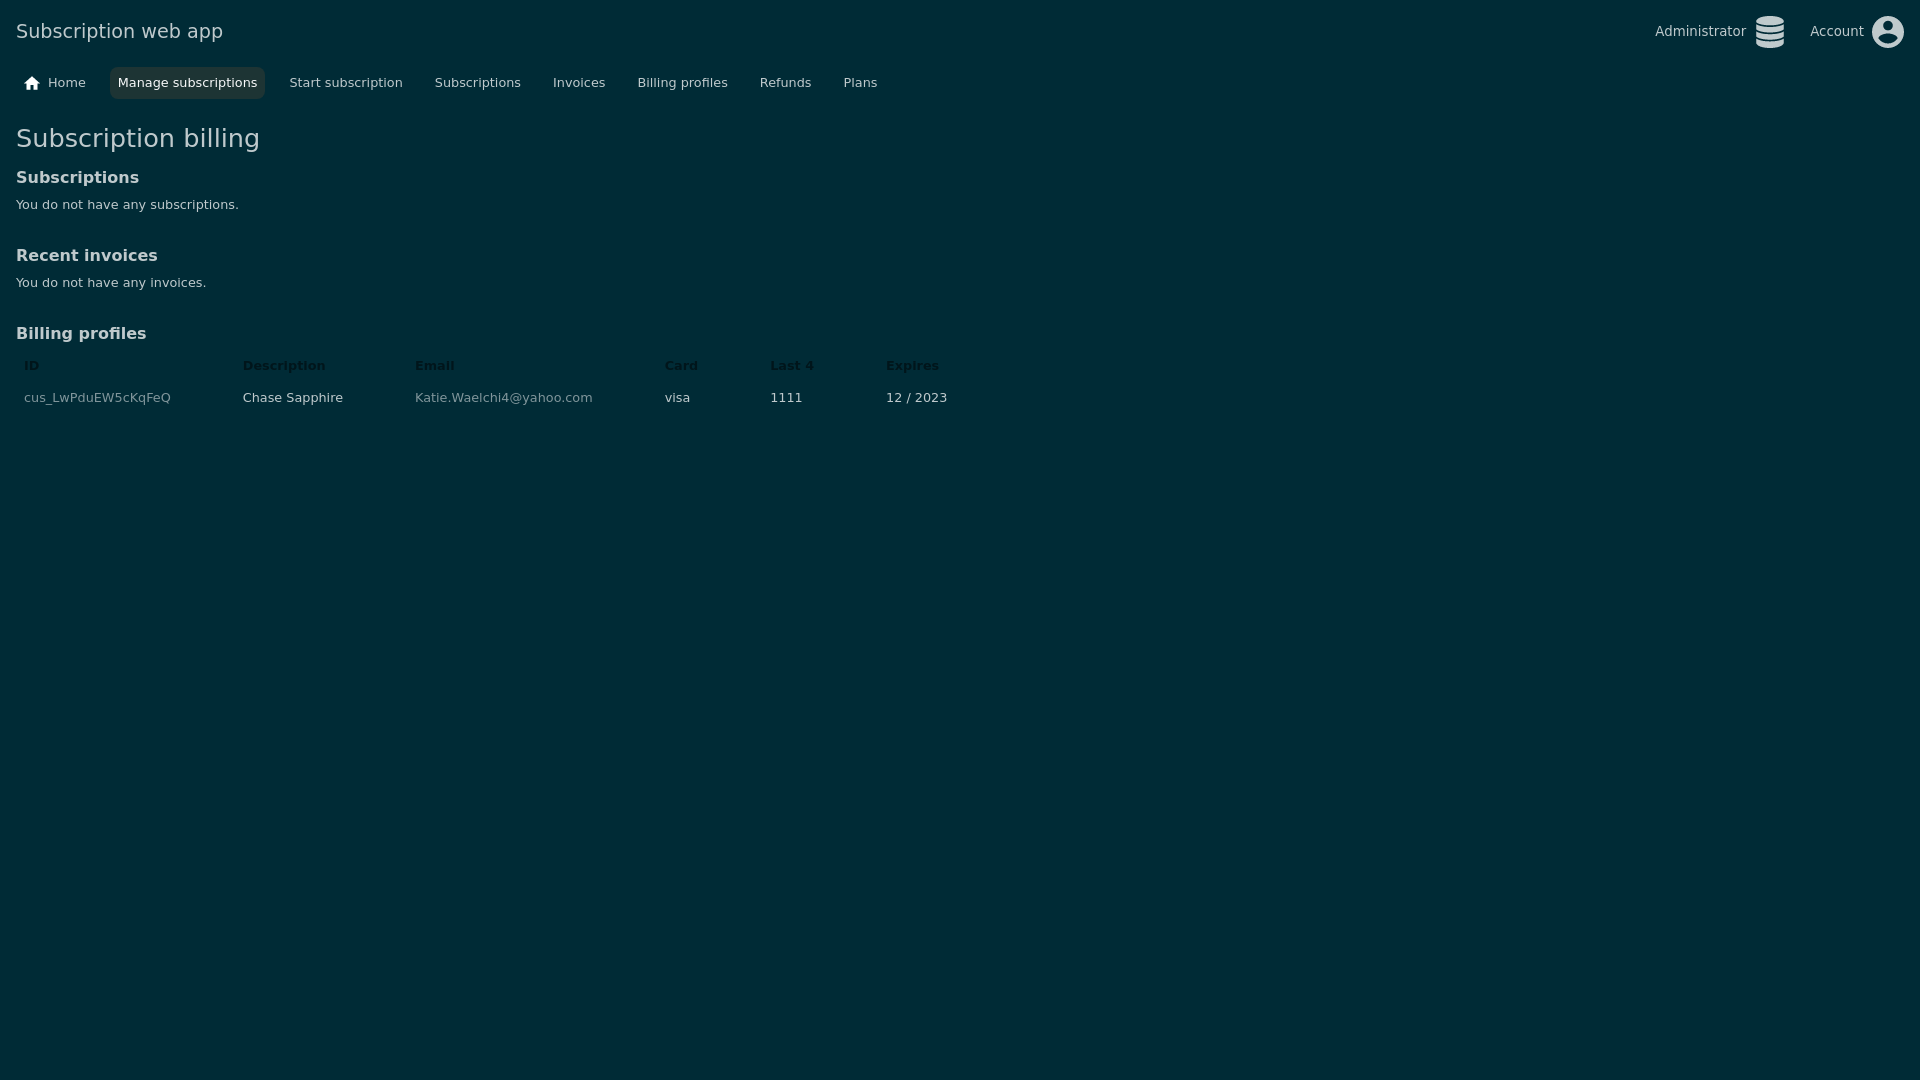 Subscription web app Administrator Account
Home Manage subscriptions Start subscription Subscriptions Invoices Billing profiles Refunds Plans
Subscription billing
Subscriptions
You do not have any subscriptions.
Recent invoices
You do not have any invoices.
Billing profiles
ID Description Email Card Last 4 Expires
cus_LwPduEW5cKqFeQ Chase Sapphire Katie.Waelchi4@yahoo.com visa 1111 12 / 2023